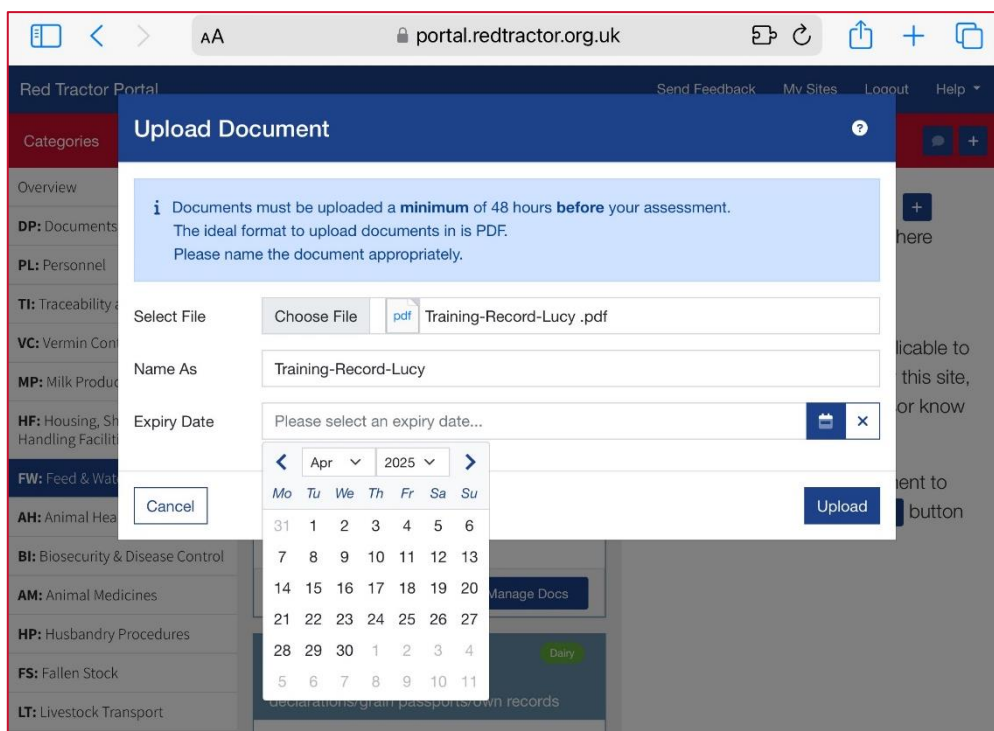 AA portal.redtractor.org.uk
Red Tractor Portal Send Feedback My Sites Logout Help
Categories
Upload Document
Overview
DP: Documents
PL: Personnel
TI: Traceability a
VC: Vermin Con
MP: Milk Produc
HF: Housing, Sh
Handling Faciliti
FW: Feed & Wat
AH: Animal Hea
BI: Biosecurity & Disease Control
AM: Animal Medicines
HP: Husbandry Procedures
FS: Fallen Stock
LT: Livestock Transport
i Documents must be uploaded a minimum of 48 hours before your assessment.
The ideal format to upload documents in is PDF.
Please name the document appropriately.
Select File Choose File pdf Training-Record-Lucy .pdf
Name As Training-Record-Lucy
Expiry Date Please select an expiry date...
Apr 2025
Mo Tu We Th Fr Sa Su
31 1 2 3 4 5 6
7 8 9 10 11 12 13
14 15 16 17 18 19 20
21 22 23 24 25 26 27
28 29 30 1 2 3 4
5 6 7 8 9 10 11
Cancel Upload
Manage Docs
Dairy
declarations/grain passports/own records
here
licable to
this site,
or know
ent to
button